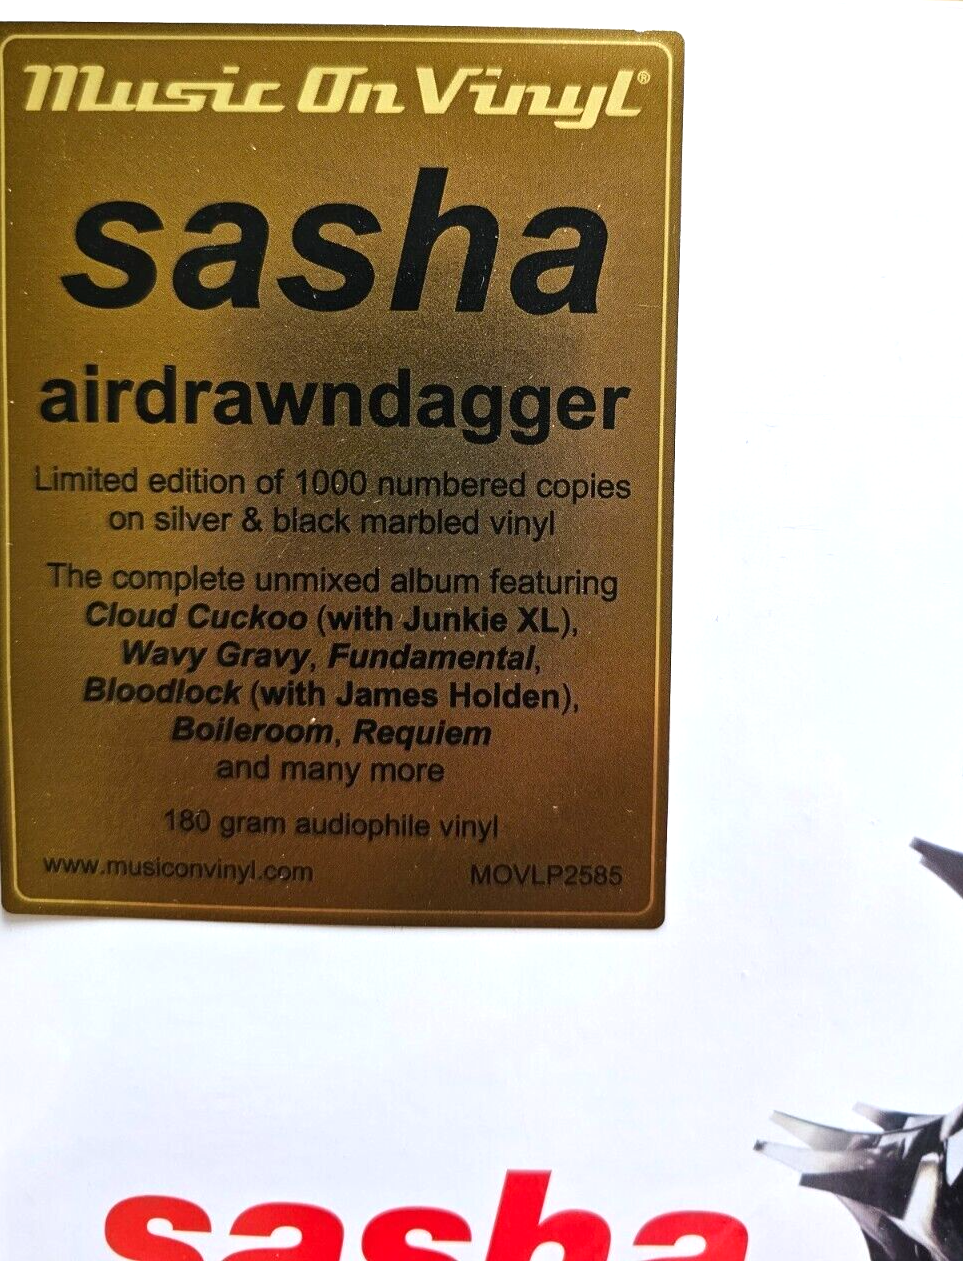 Music On Vinyl®
sasha
airdrawndagger
Limited edition of 1000 numbered copies
on silver & black marbled vinyl
The complete unmixed album featuring
Cloud Cuckoo (with Junkie XL),
Wavy Gravy, Fundamental,
Bloodlock (with James Holden),
Boileroom, Requiem
and many more
180 gram audiophile vinyl
www.musiconvinyl.com MOVLP2585
sasha